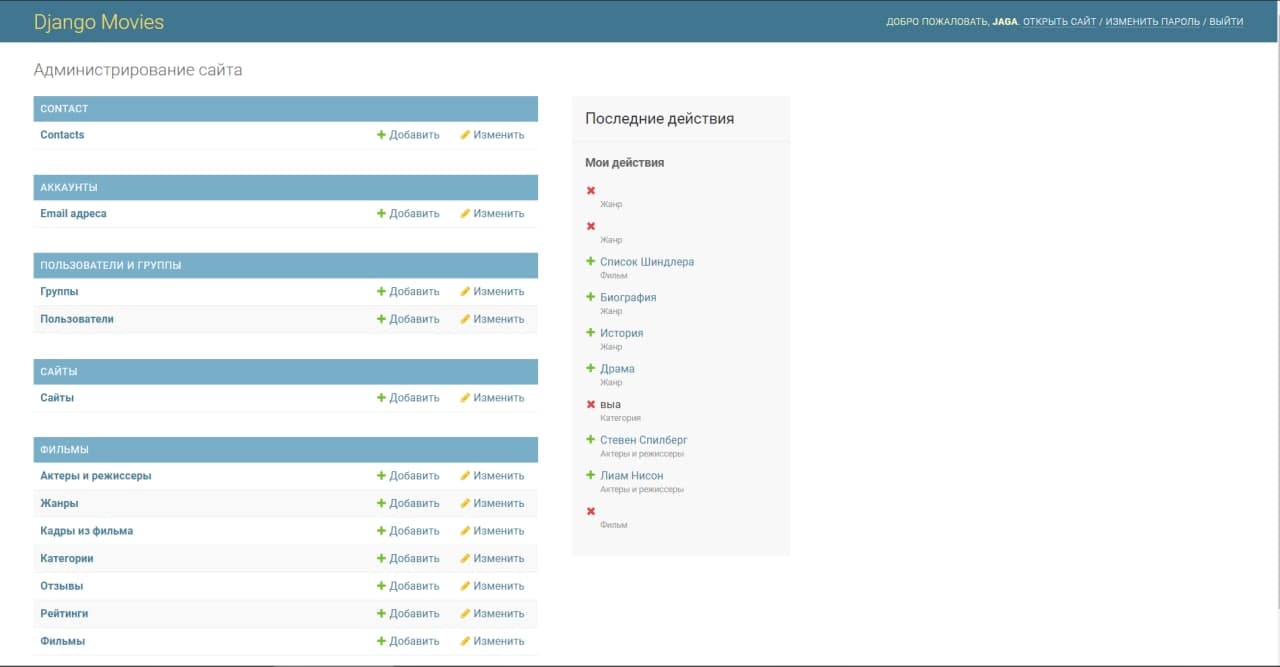 Django Movies
ДОБРО ПОЖАЛОВАТЬ, JAGA. ОТКРЫТЬ САЙТ / ИЗМЕНИТЬ ПАРОЛЬ / ВЫЙТИ
Администрирование сайта
CONTACT
Contacts Добавить Изменить
АККАУНТЫ
Email адреса Добавить Изменить
ПОЛЬЗОВАТЕЛИ И ГРУППЫ
Группы Добавить Изменить
Пользователи Добавить Изменить
САЙТЫ
Сайты Добавить Изменить
ФИЛЬМЫ
Актеры и режиссеры Добавить Изменить
Жанры Добавить Изменить
Кадры из фильма Добавить Изменить
Категории Добавить Изменить
Отзывы Добавить Изменить
Рейтинги Добавить Изменить
Фильмы Добавить Изменить
Последние действия
Мои действия
Жанр
Жанр
Список Шиндлера
Фильм
Биография
Жанр
История
Жанр
Драма
Жанр
выа
Категория
Стевен Спилберг
Актеры и режиссеры
Лиам Нисон
Актеры и режиссеры
Фильм